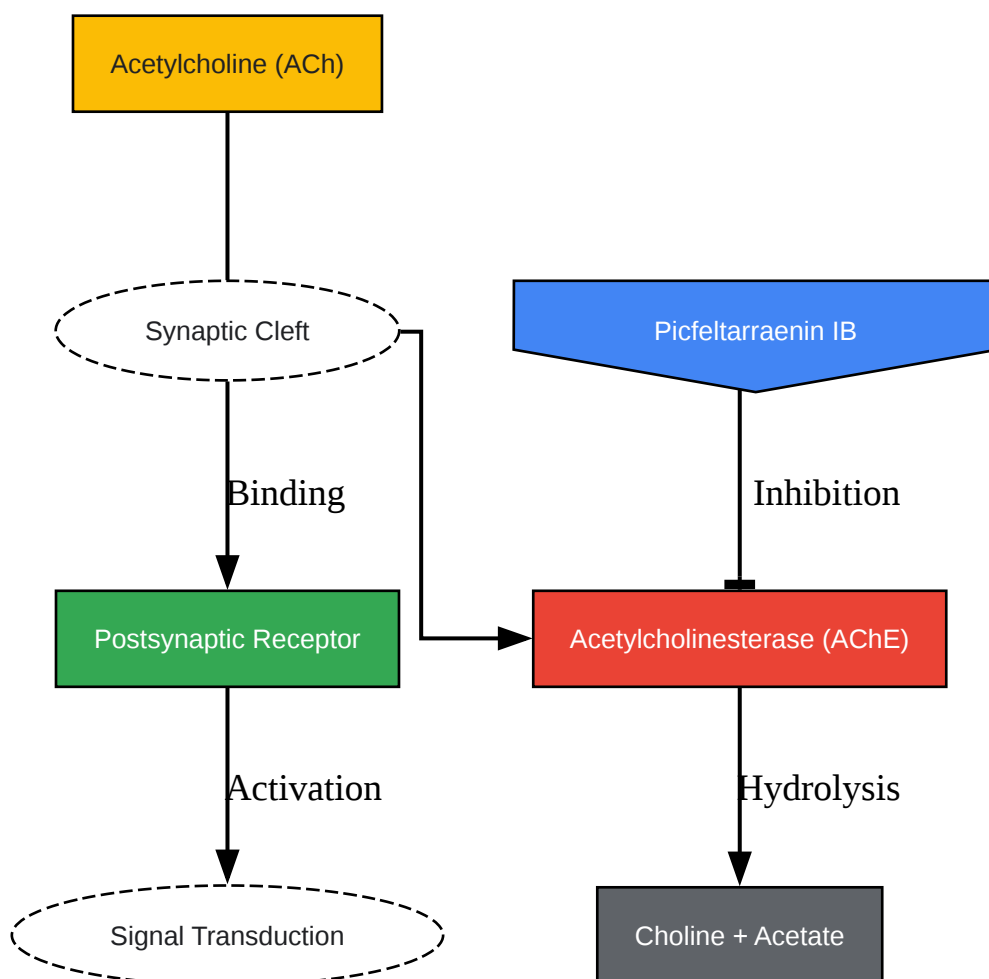 Acetylcholine (ACh)
Synaptic Cleft
Picfeltarraenin IB
Binding
Inhibition
Postsynaptic Receptor
Acetylcholinesterase (AChE)
Activation
Hydrolysis
Signal Transduction
Choline + Acetate